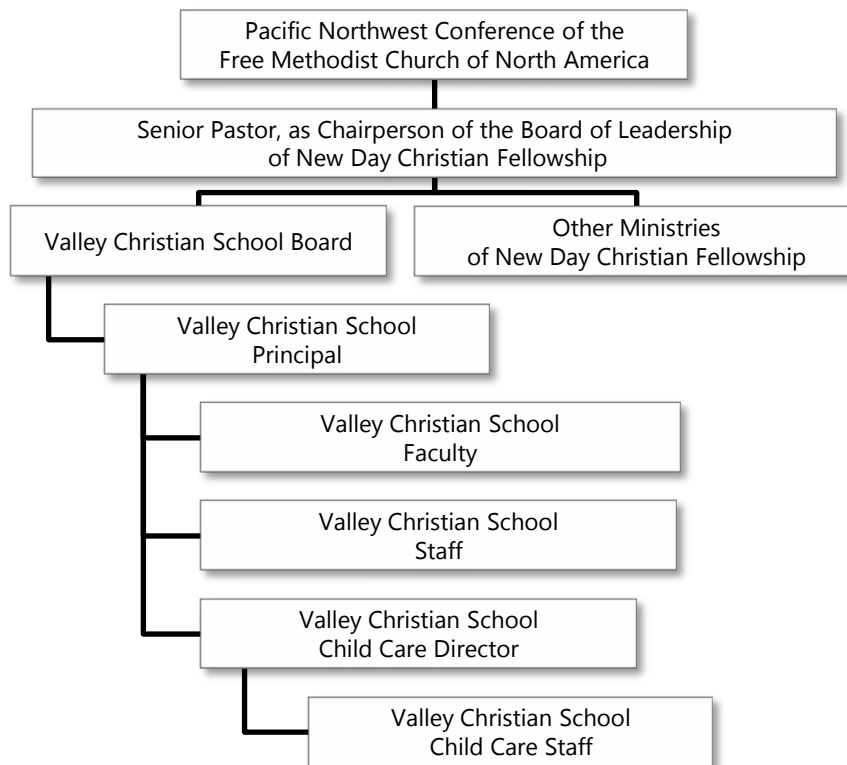 Pacific Northwest Conference of the
Free Methodist Church of North America
Senior Pastor, as Chairperson of the Board of Leadership
of New Day Christian Fellowship
Valley Christian School Board
Other Ministries
of New Day Christian Fellowship
Valley Christian School
Principal
Valley Christian School
Faculty
Valley Christian School
Staff
Valley Christian School
Child Care Director
Valley Christian School
Child Care Staff